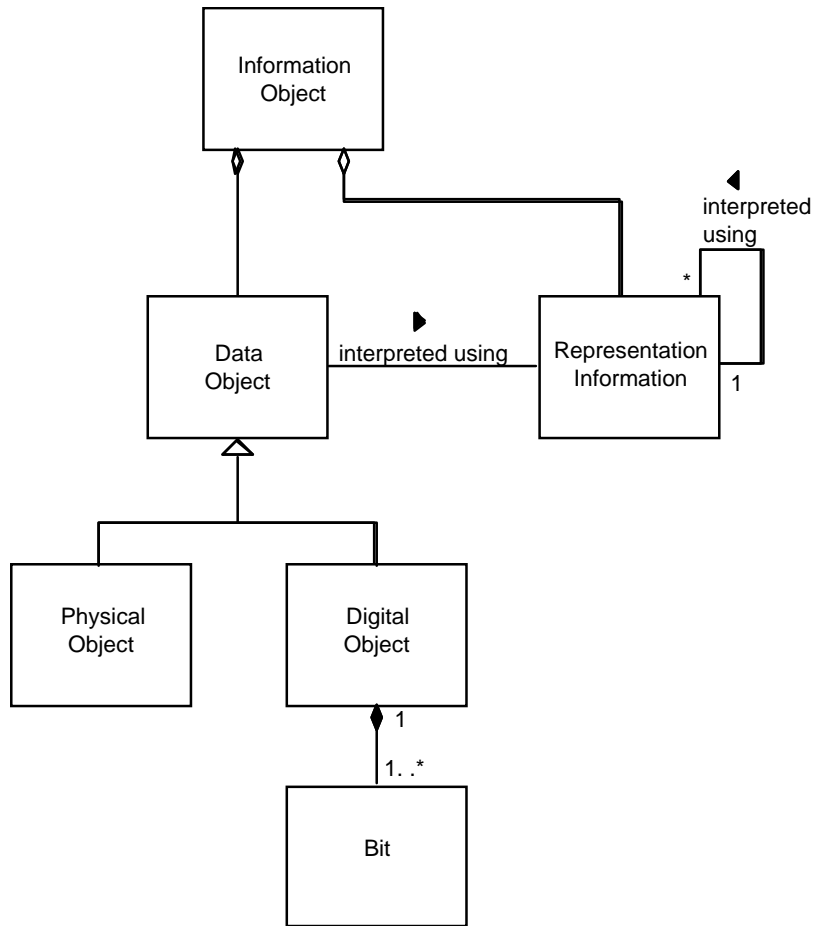 Information
Object
interpreted
using
*
Data
Object
interpreted using
Representation
Information
1
Physical
Object
Digital
Object
1
1. .*
Bit